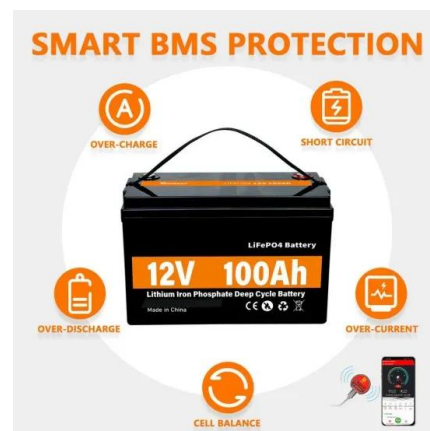 SMART BMS PROTECTION
A
OVER-CHARGE
SHORT CIRCUIT
LiFePO4 Battery
12V 100Ah
Lithium Iron Phosphate Deep Cycle Battery
Made in China
CE
OVER-DISCHARGE
OVER-CURRENT
CELL BALANCE